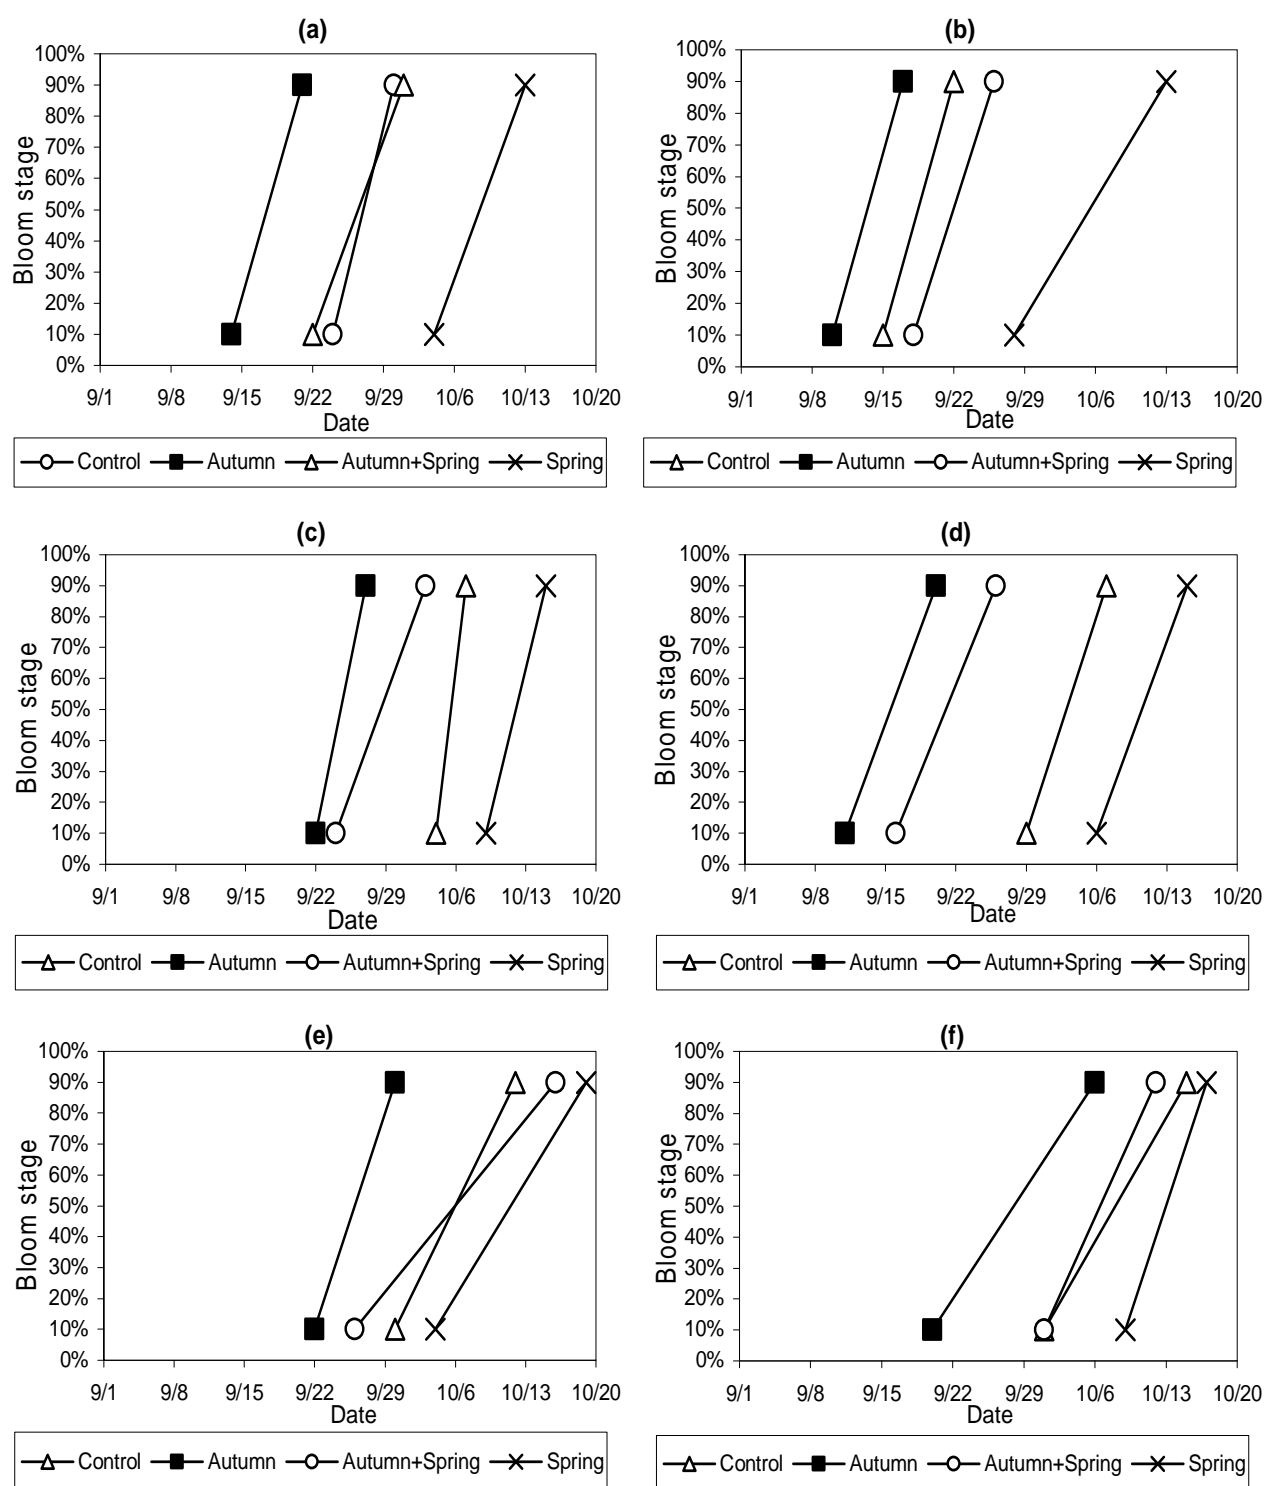 (a)
100%
90%
80%
70%
60%
50%
40%
30%
20%
10%
0%
Bloom stage
9/1 9/8 9/15 9/22 9/29 10/6 10/13 10/20
Date
Control Autumn Autumn+Spring Spring
(b)
100%
90%
80%
70%
60%
50%
40%
30%
20%
10%
0%
Bloom stage
9/1 9/8 9/15 9/22 9/29 10/6 10/13 10/20
Date
Control Autumn Autumn+Spring Spring
(c)
100%
90%
80%
70%
60%
50%
40%
30%
20%
10%
0%
Bloom stage
9/1 9/8 9/15 9/22 9/29 10/6 10/13 10/20
Date
Control Autumn Autumn+Spring Spring
(d)
100%
90%
80%
70%
60%
50%
40%
30%
20%
10%
0%
Bloom stage
9/1 9/8 9/15 9/22 9/29 10/6 10/13 10/20
Date
Control Autumn Autumn+Spring Spring
(e)
100%
90%
80%
70%
60%
50%
40%
30%
20%
10%
0%
Bloom stage
9/1 9/8 9/15 9/22 9/29 10/6 10/13 10/20
Date
Control Autumn Autumn+Spring Spring
(f)
100%
90%
80%
70%
60%
50%
40%
30%
20%
10%
0%
Bloom stage
9/1 9/8 9/15 9/22 9/29 10/6 10/13 10/20
Date
Control Autumn Autumn+Spring Spring